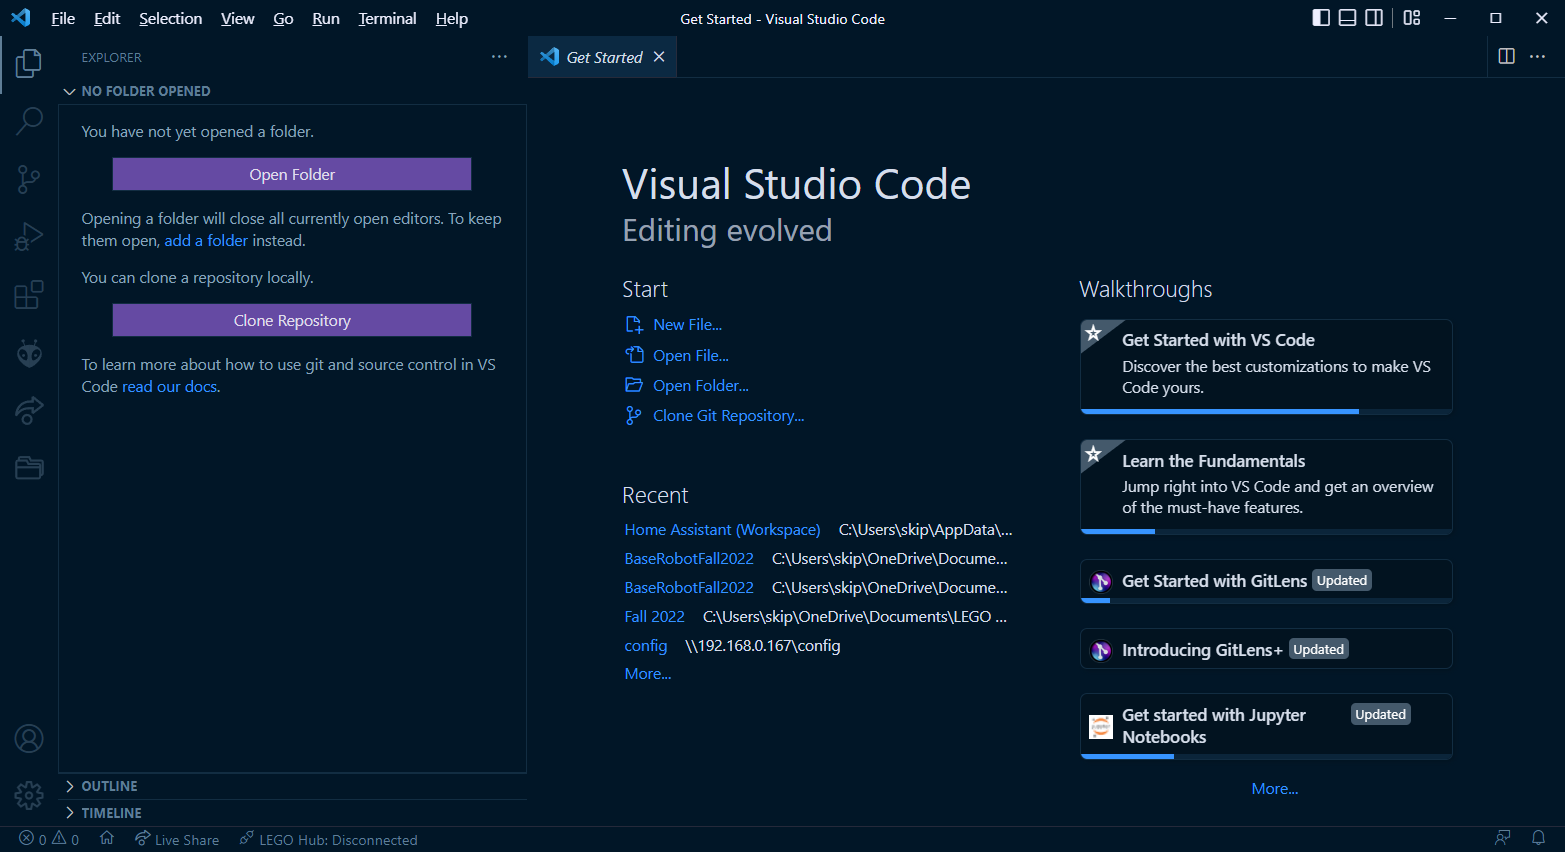 File Edit Selection View Go Run Terminal Help
Get Started - Visual Studio Code
EXPLORER
NO FOLDER OPENED
You have not yet opened a folder.
Open Folder
Opening a folder will close all currently open editors. To keep
them open, add a folder instead.
You can clone a repository locally.
Clone Repository
To learn more about how to use git and source control in VS
Code read our docs.
OUTLINE
TIMELINE
Get Started
Visual Studio Code
Editing evolved
Start
New File...
Open File...
Open Folder...
Clone Git Repository...
Recent
Home Assistant (Workspace) C:\Users\skip\AppData\...
BaseRobotFall2022 C:\Users\skip\OneDrive\Docume...
BaseRobotFall2022 C:\Users\skip\OneDrive\Docume...
Fall 2022 C:\Users\skip\OneDrive\Documents\LEGO ...
config \\192.168.0.167\config
More...
Walkthroughs
Get Started with VS Code
Discover the best customizations to make VS
Code yours.
Learn the Fundamentals
Jump right into VS Code and get an overview
of the must-have features.
Get Started with GitLens Updated
Introducing GitLens+ Updated
Get started with Jupyter Updated
Notebooks
More...
0 0 Live Share LEGO Hub: Disconnected